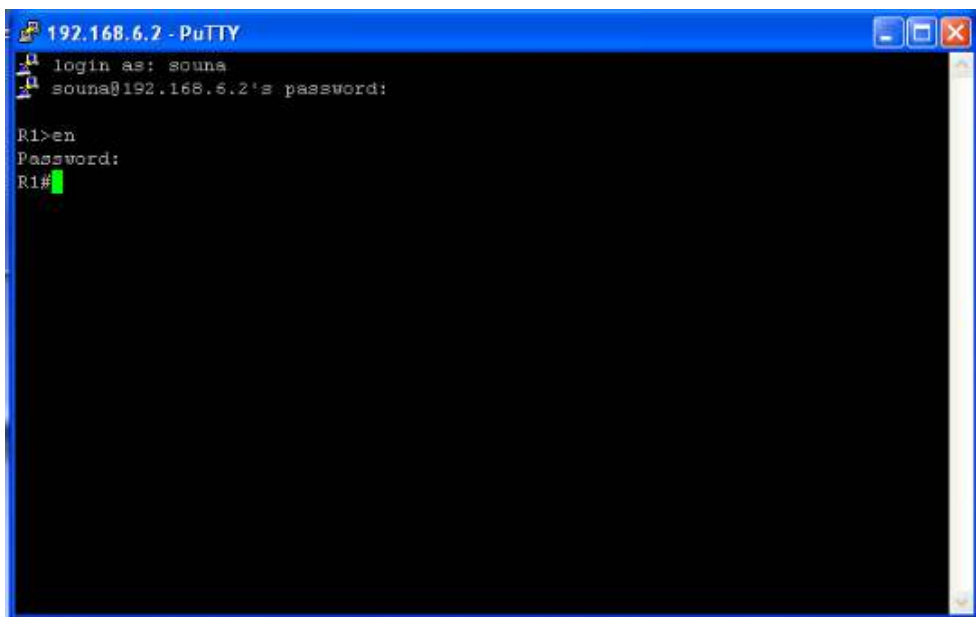 192.168.6.2 - PuTTY
login as: souna
souna@192.168.6.2's password:
R1>en
Password:
R1#